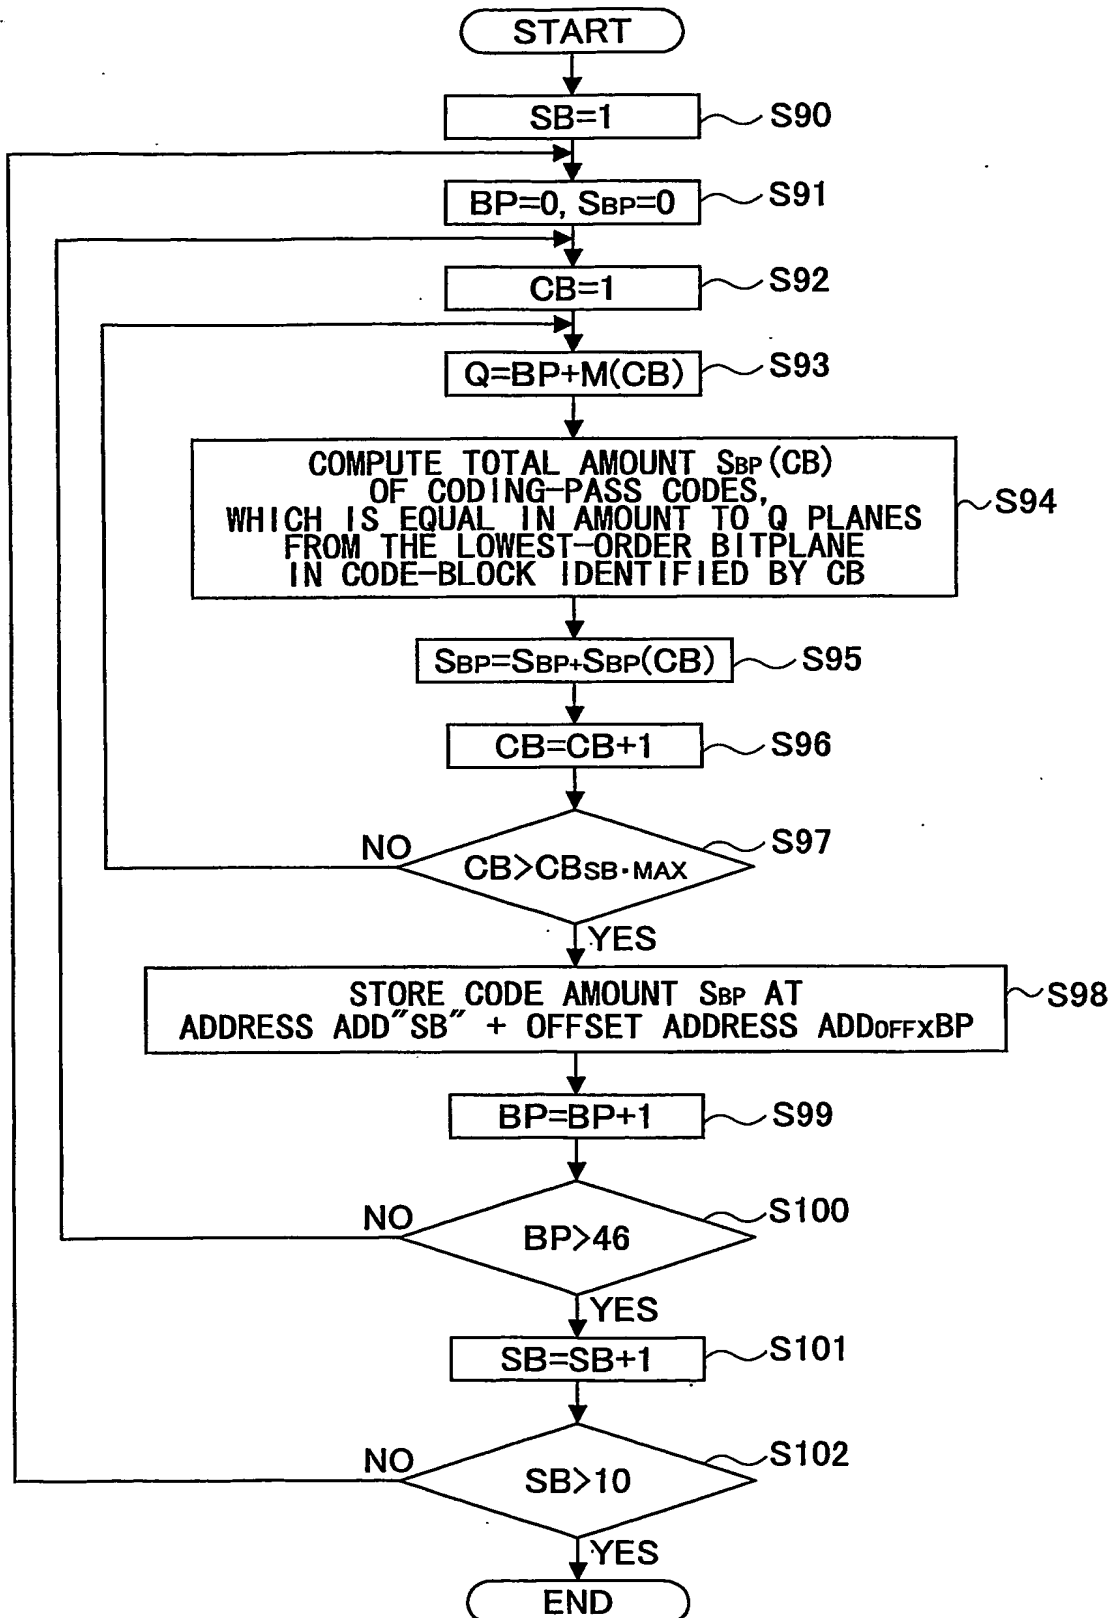 START
SB=1
S90
BP=0, SBP=0
S91
CB=1
S92
Q=BP+M(CB)
S93
COMPUTE TOTAL AMOUNT SBP(CB)
OF CODING-PASS CODES,
WHICH IS EQUAL IN AMOUNT TO Q PLANES
FROM THE LOWEST-ORDER BITPLANE
IN CODE-BLOCK IDENTIFIED BY CB
S94
SBP=SBP+SBP(CB)
S95
CB=CB+1
S96
CB>CBSB·MAX
S97
NO
YES
STORE CODE AMOUNT SBP AT
ADDRESS ADD"SB" + OFFSET ADDRESS ADDOFFxBP
S98
BP=BP+1
S99
BP>46
S100
NO
YES
SB=SB+1
S101
SB>10
S102
NO
YES
END